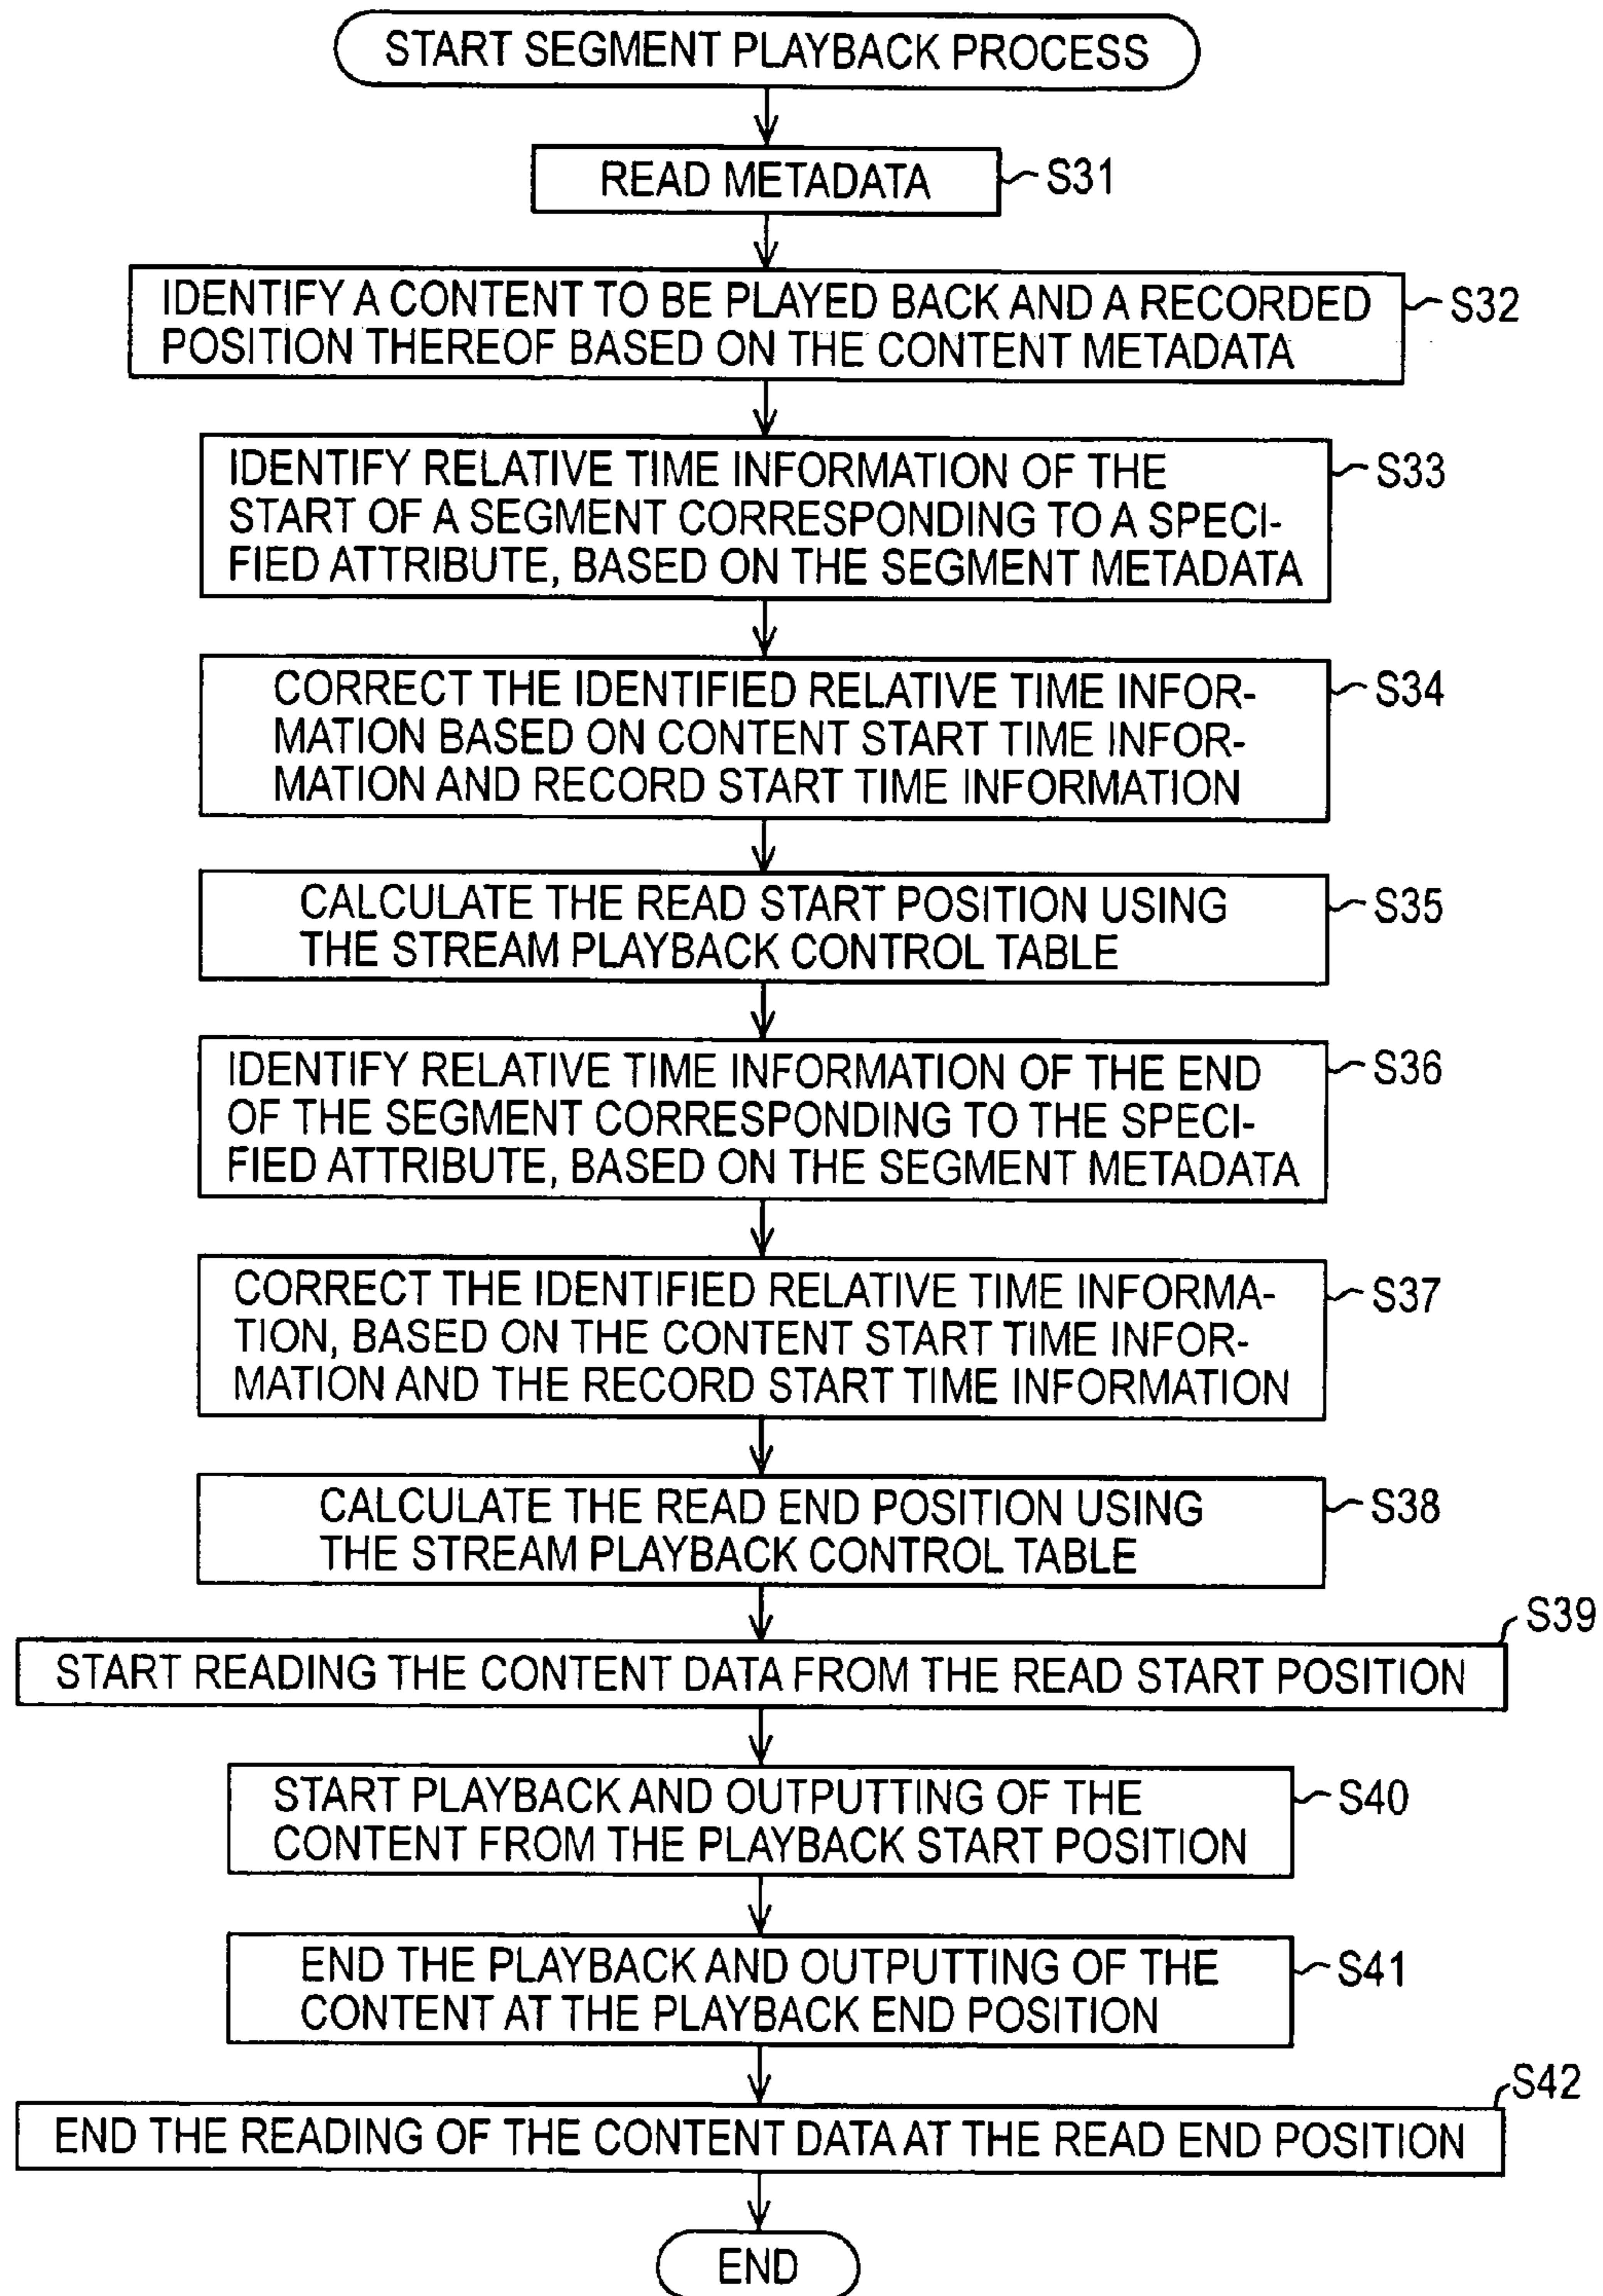 START SEGMENT PLAYBACK PROCESS
READ METADATA
S31
IDENTIFY A CONTENT TO BE PLAYED BACK AND A RECORDED
POSITION THEREOF BASED ON THE CONTENT METADATA
S32
IDENTIFY RELATIVE TIME INFORMATION OF THE
START OF A SEGMENT CORRESPONDING TO A SPECI-
FIED ATTRIBUTE, BASED ON THE SEGMENT METADATA
S33
CORRECT THE IDENTIFIED RELATIVE TIME INFOR-
MATION BASED ON CONTENT START TIME INFOR-
MATION AND RECORD START TIME INFORMATION
S34
CALCULATE THE READ START POSITION USING
THE STREAM PLAYBACK CONTROL TABLE
S35
IDENTIFY RELATIVE TIME INFORMATION OF THE END
OF THE SEGMENT CORRESPONDING TO THE SPECI-
FIED ATTRIBUTE, BASED ON THE SEGMENT METADATA
S36
CORRECT THE IDENTIFIED RELATIVE TIME INFORMA-
TION, BASED ON THE CONTENT START TIME INFOR-
MATION AND THE RECORD START TIME INFORMATION
S37
CALCULATE THE READ END POSITION USING
THE STREAM PLAYBACK CONTROL TABLE
S38
START READING THE CONTENT DATA FROM THE READ START POSITION
S39
START PLAYBACK AND OUTPUTTING OF THE
CONTENT FROM THE PLAYBACK START POSITION
S40
END THE PLAYBACK AND OUTPUTTING OF THE
CONTENT AT THE PLAYBACK END POSITION
S41
END THE READING OF THE CONTENT DATA AT THE READ END POSITION
S42
END